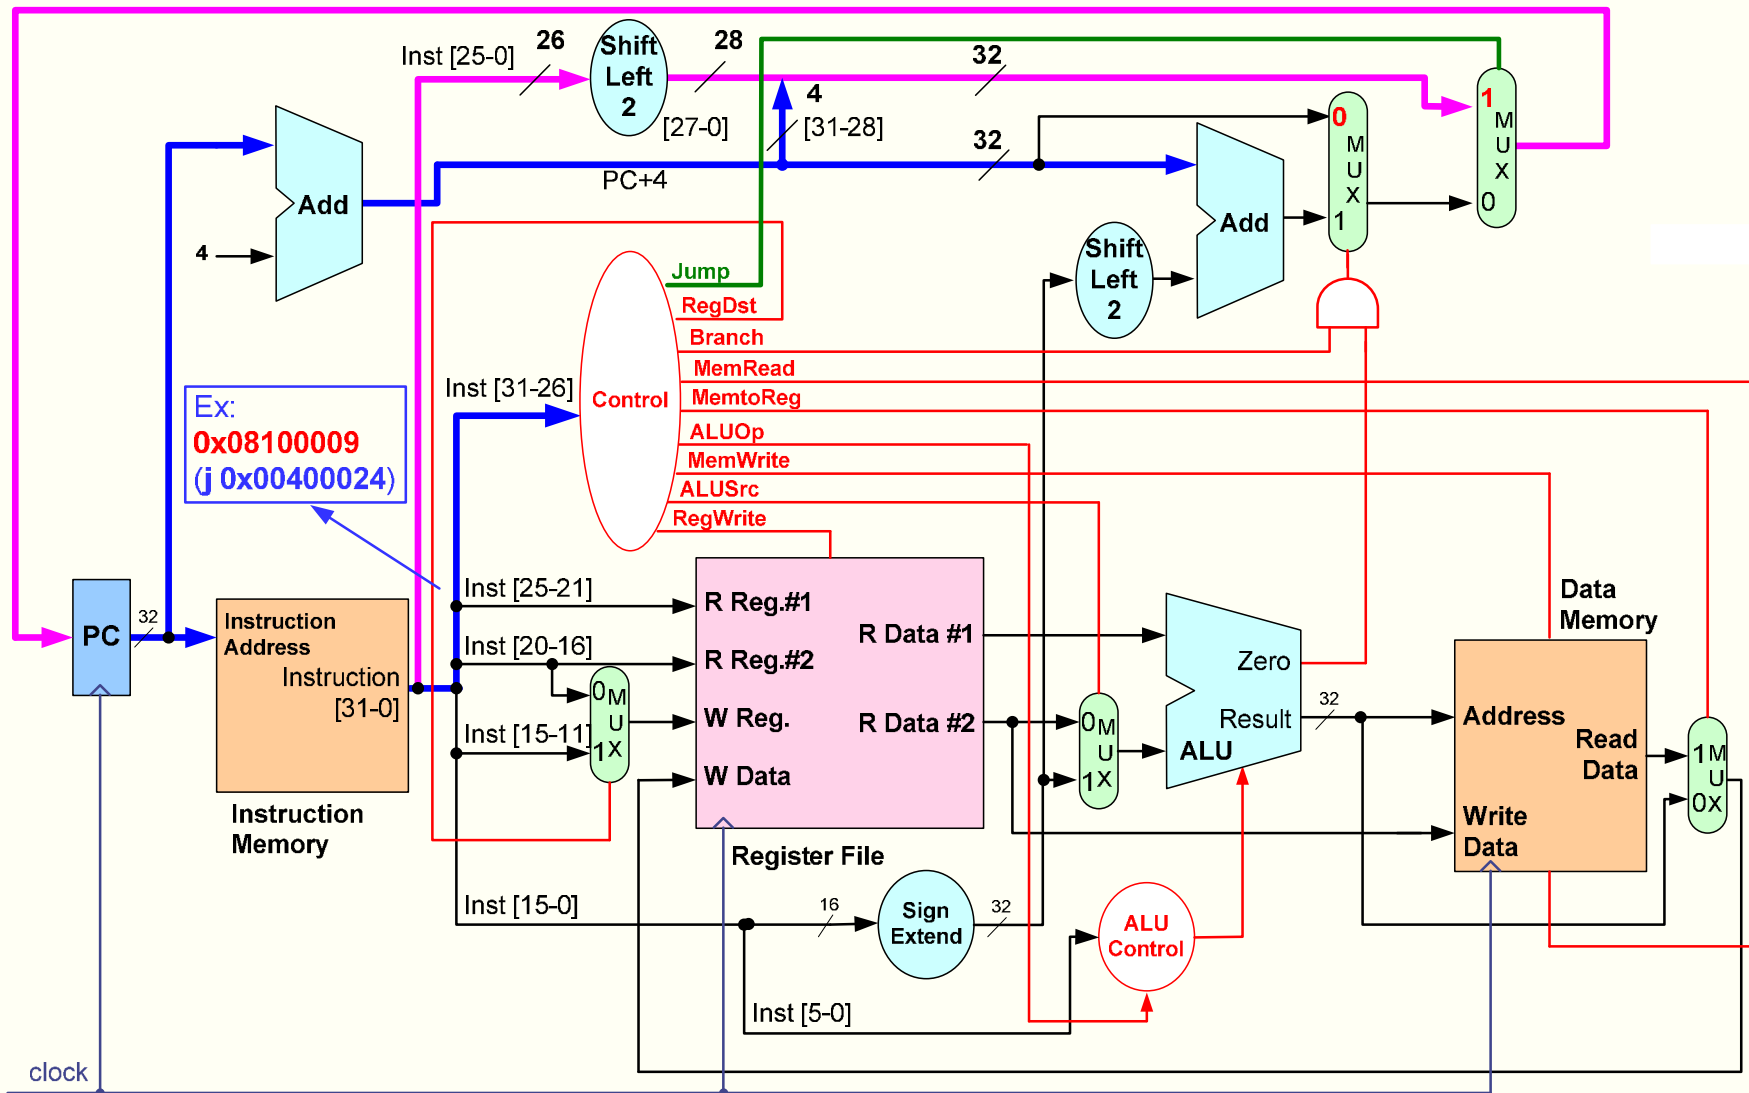 Inst [25-0]
26
Shift
Left
2
28
[27-0]
4
[31-28]
32
32
PC+4
Add
4
0
M
U
X
1
1
M
U
X
0
Add
Shift
Left
2
Jump
RegDst
Branch
MemRead
MemtoReg
ALUOp
MemWrite
ALUSrc
RegWrite
Control
Inst [31-26]
Ex:
0x08100009
(j 0x00400024)
PC
32
Instruction
Address
Instruction
[31-0]
Instruction
Memory
Inst [25-21]
Inst [20-16]
Inst [15-11]
0 M
U
1 X
R Reg.#1
R Reg.#2
W Reg.
W Data
R Data #1
R Data #2
Register File
0 M
U
1 X
Zero
Result
ALU
32
Data
Memory
Address
Read
Data
Write
Data
1 M
U
0 X
Inst [15-0]
16
Sign
Extend
32
ALU
Control
Inst [5-0]
clock